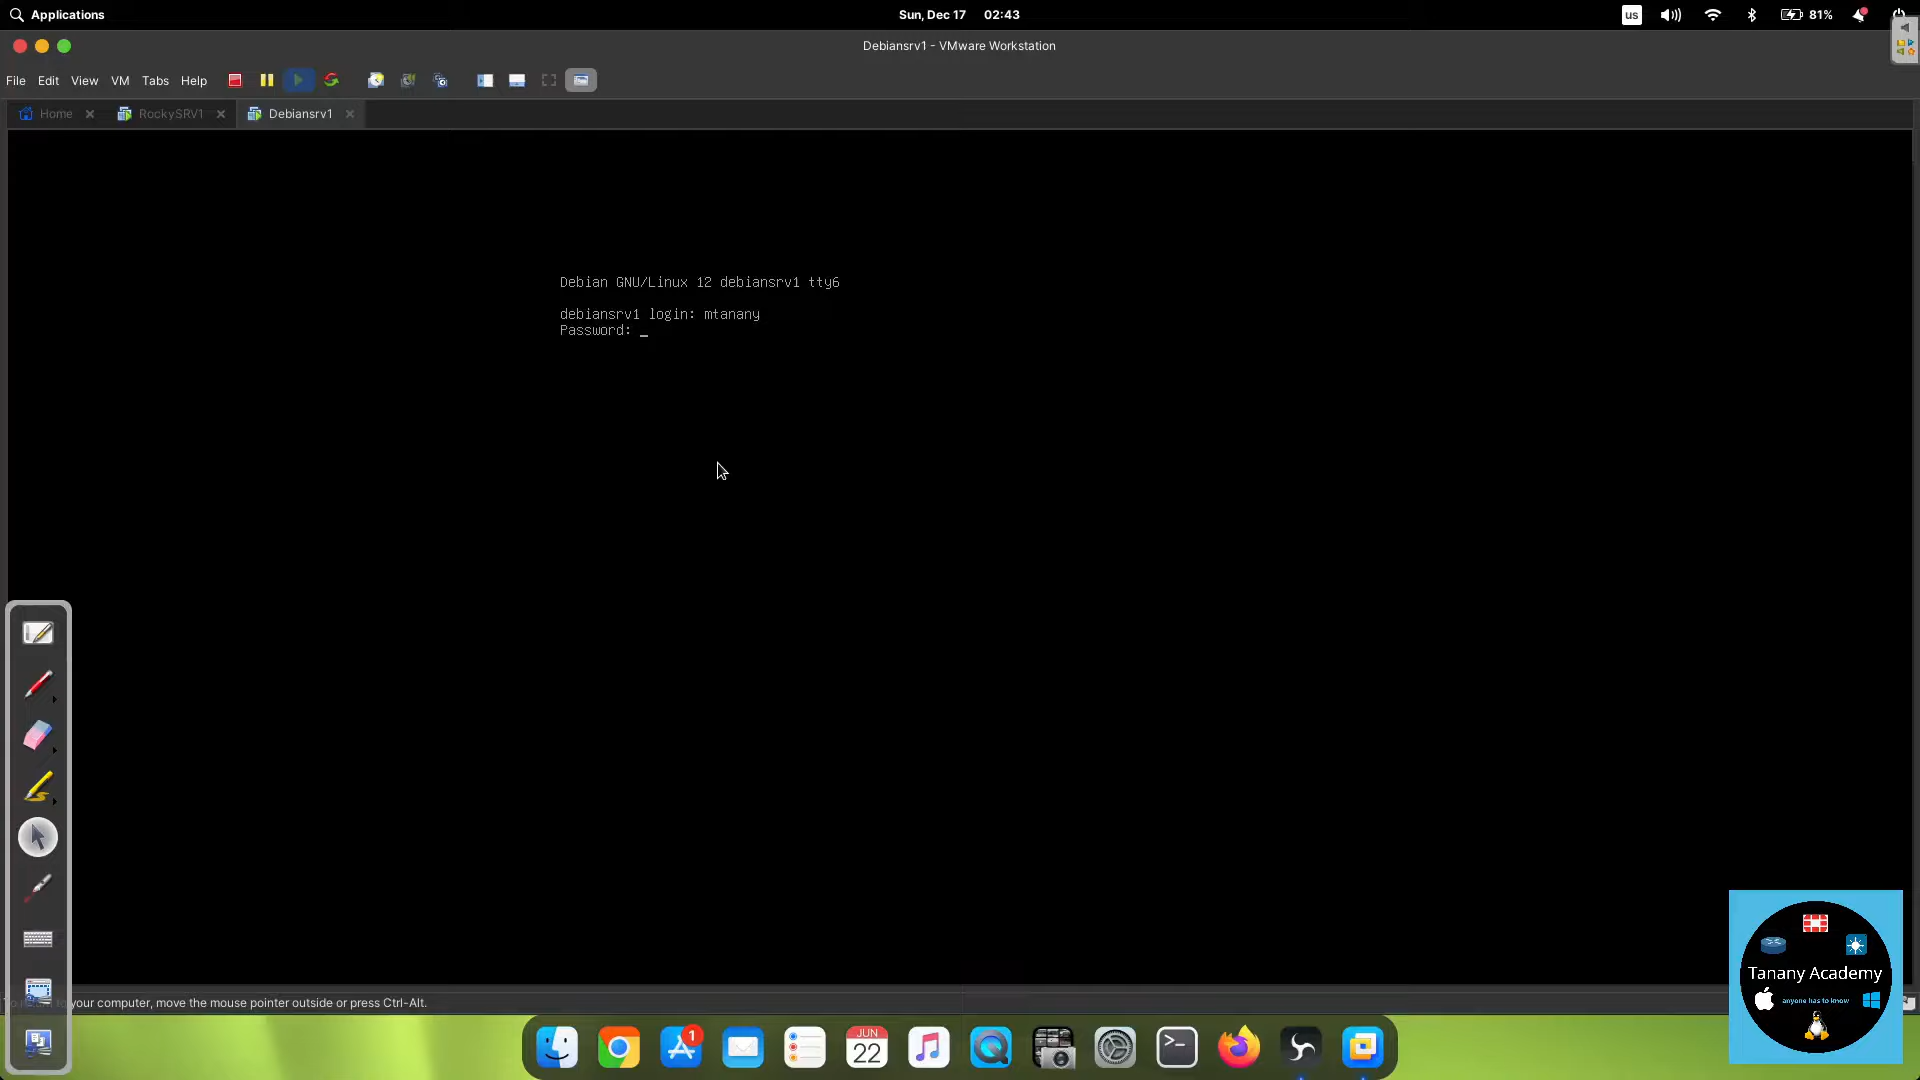 Applications
Sun, Dec 17 02:43
us
81%
Debiansrv1 - VMware Workstation
File Edit View VM Tabs Help
Home
RockySRV1
Debiansrv1
Debian GNU/Linux 12 debiansrv1 tty6
debiansrv1 login: mtanany
Password: _
your computer, move the mouse pointer outside or press Ctrl-Alt.
Tanany Academy
anyone has to know
1
JUN
22